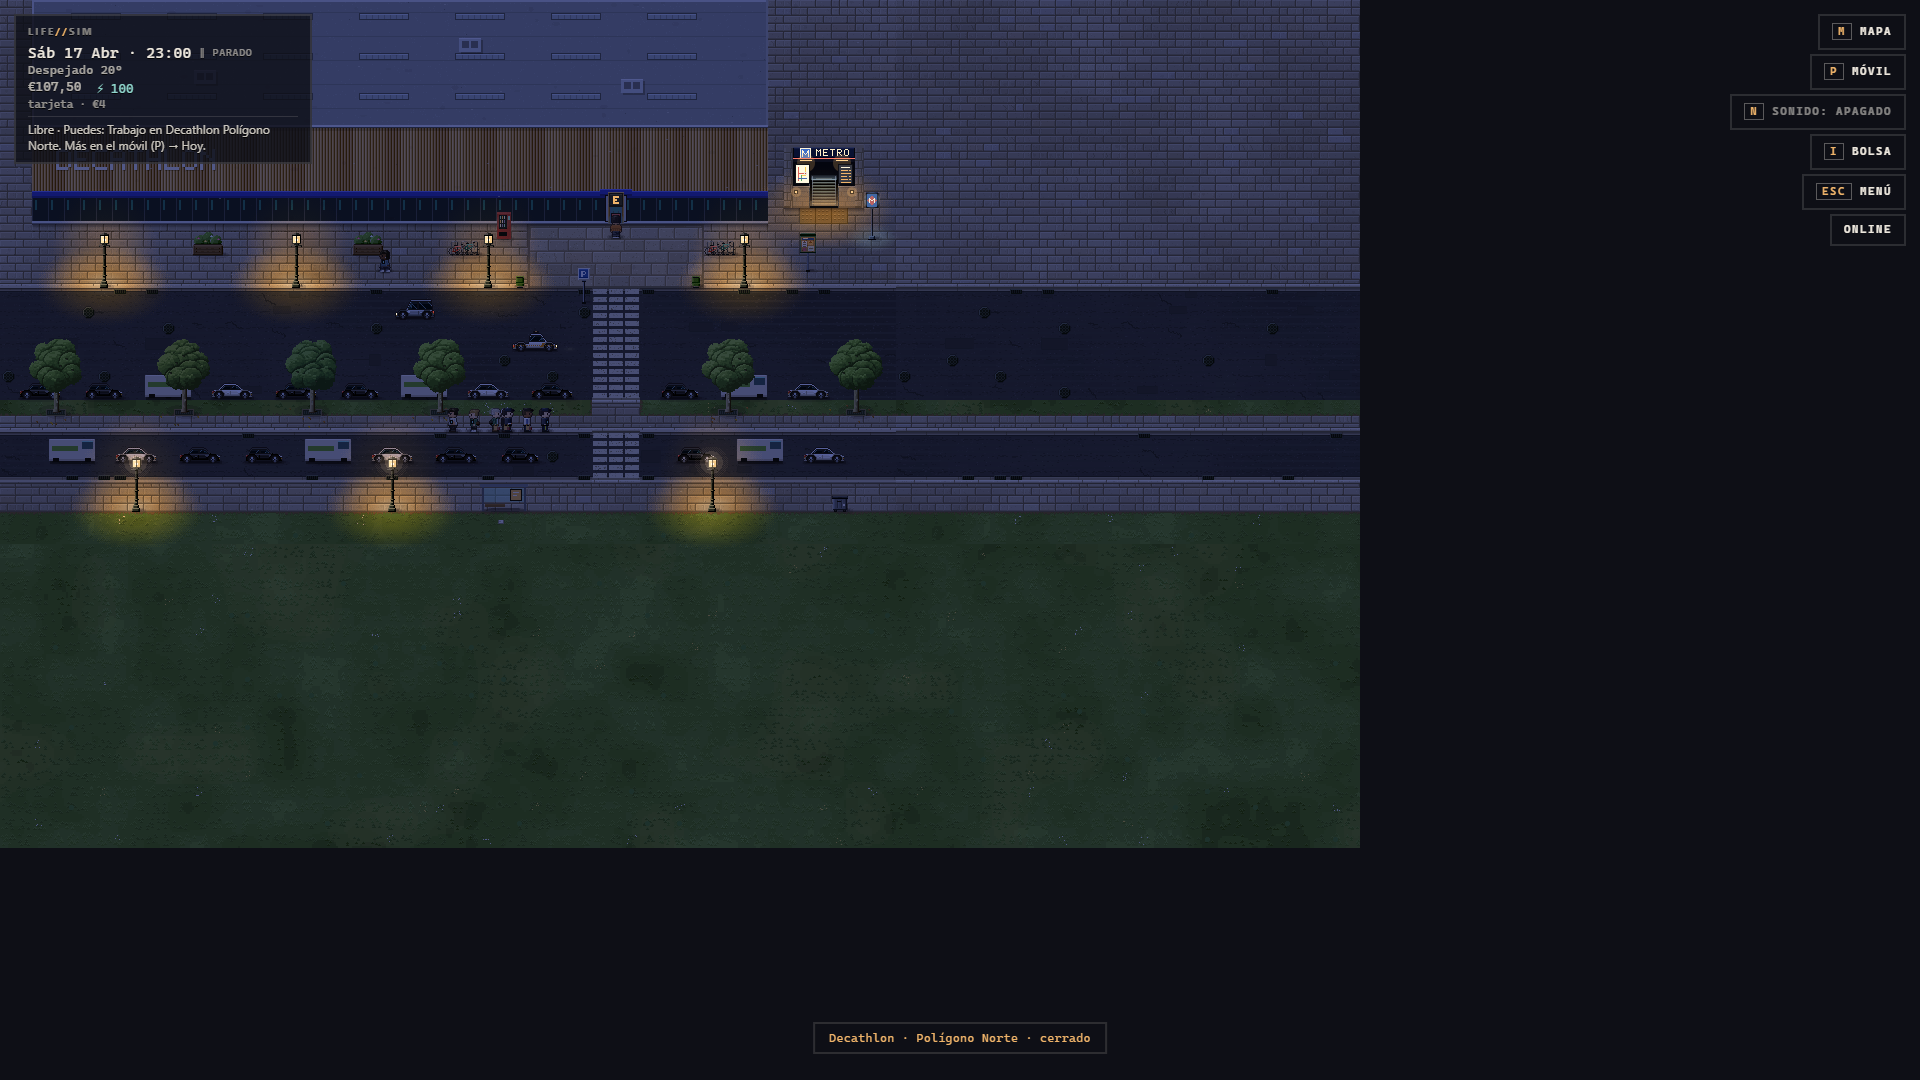 LIFE//SIM
Sáb 17 Abr · 23:00 ‖ PARADO
Despejado 20°
€107,50 ⚡ 100
tarjeta · €4
Libre · Puedes: Trabajo en Decathlon Polígono
Norte. Más en el móvil (P) → Hoy.
M MAPA
P MÓVIL
N SONIDO: APAGADO
I BOLSA
ESC MENÚ
ONLINE
M METRO
E
M
P
Decathlon · Polígono Norte · cerrado